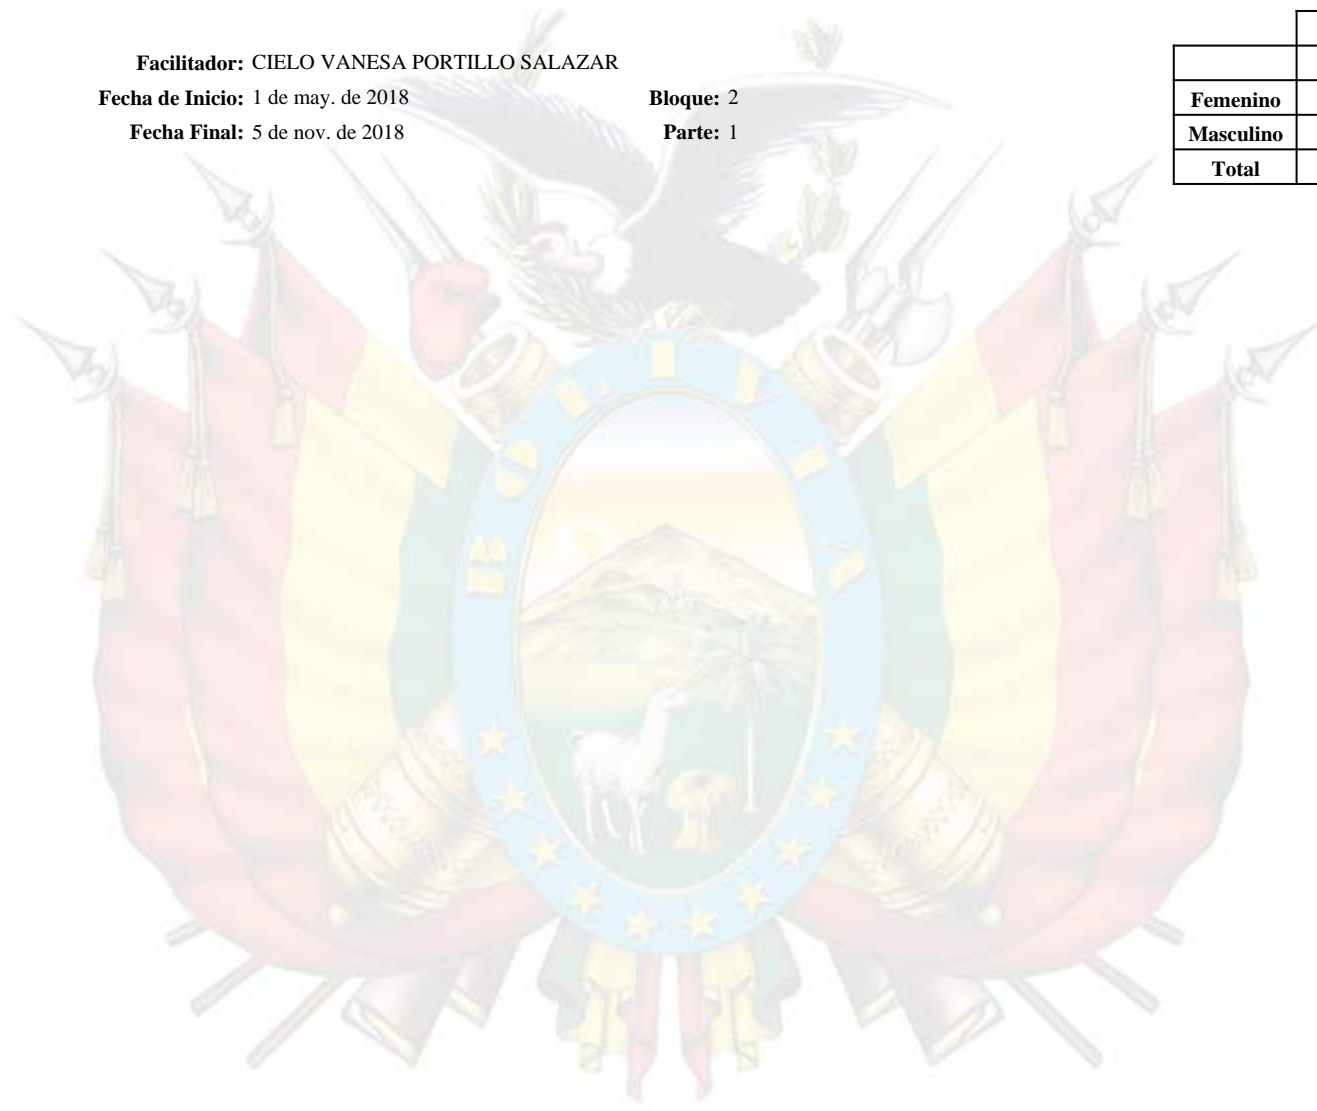 Facilitador: CIELO VANESA PORTILLO SALAZAR
Fecha de Inicio: 1 de may. de 2018 Bloque: 2
Fecha Final: 5 de nov. de 2018 Parte: 1
Femenino
Masculino
Total
BOLIVIA